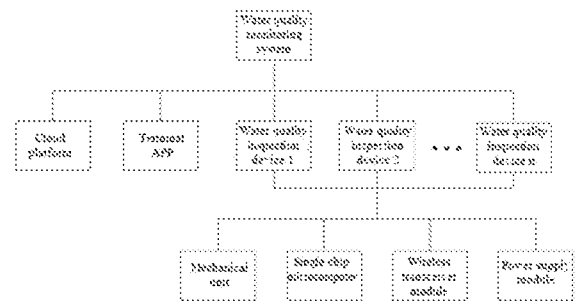 Water quality
monitoring
system
Cloud
platform
Terminal
APP
Water quality
inspection
device 1
Water quality
inspection
device 2
Water quality
inspection
device n
Mechanical
unit
Single chip
microcomputer
Wireless
transceiver
module
Power supply
module